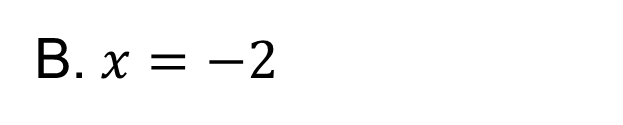 B. x = −2